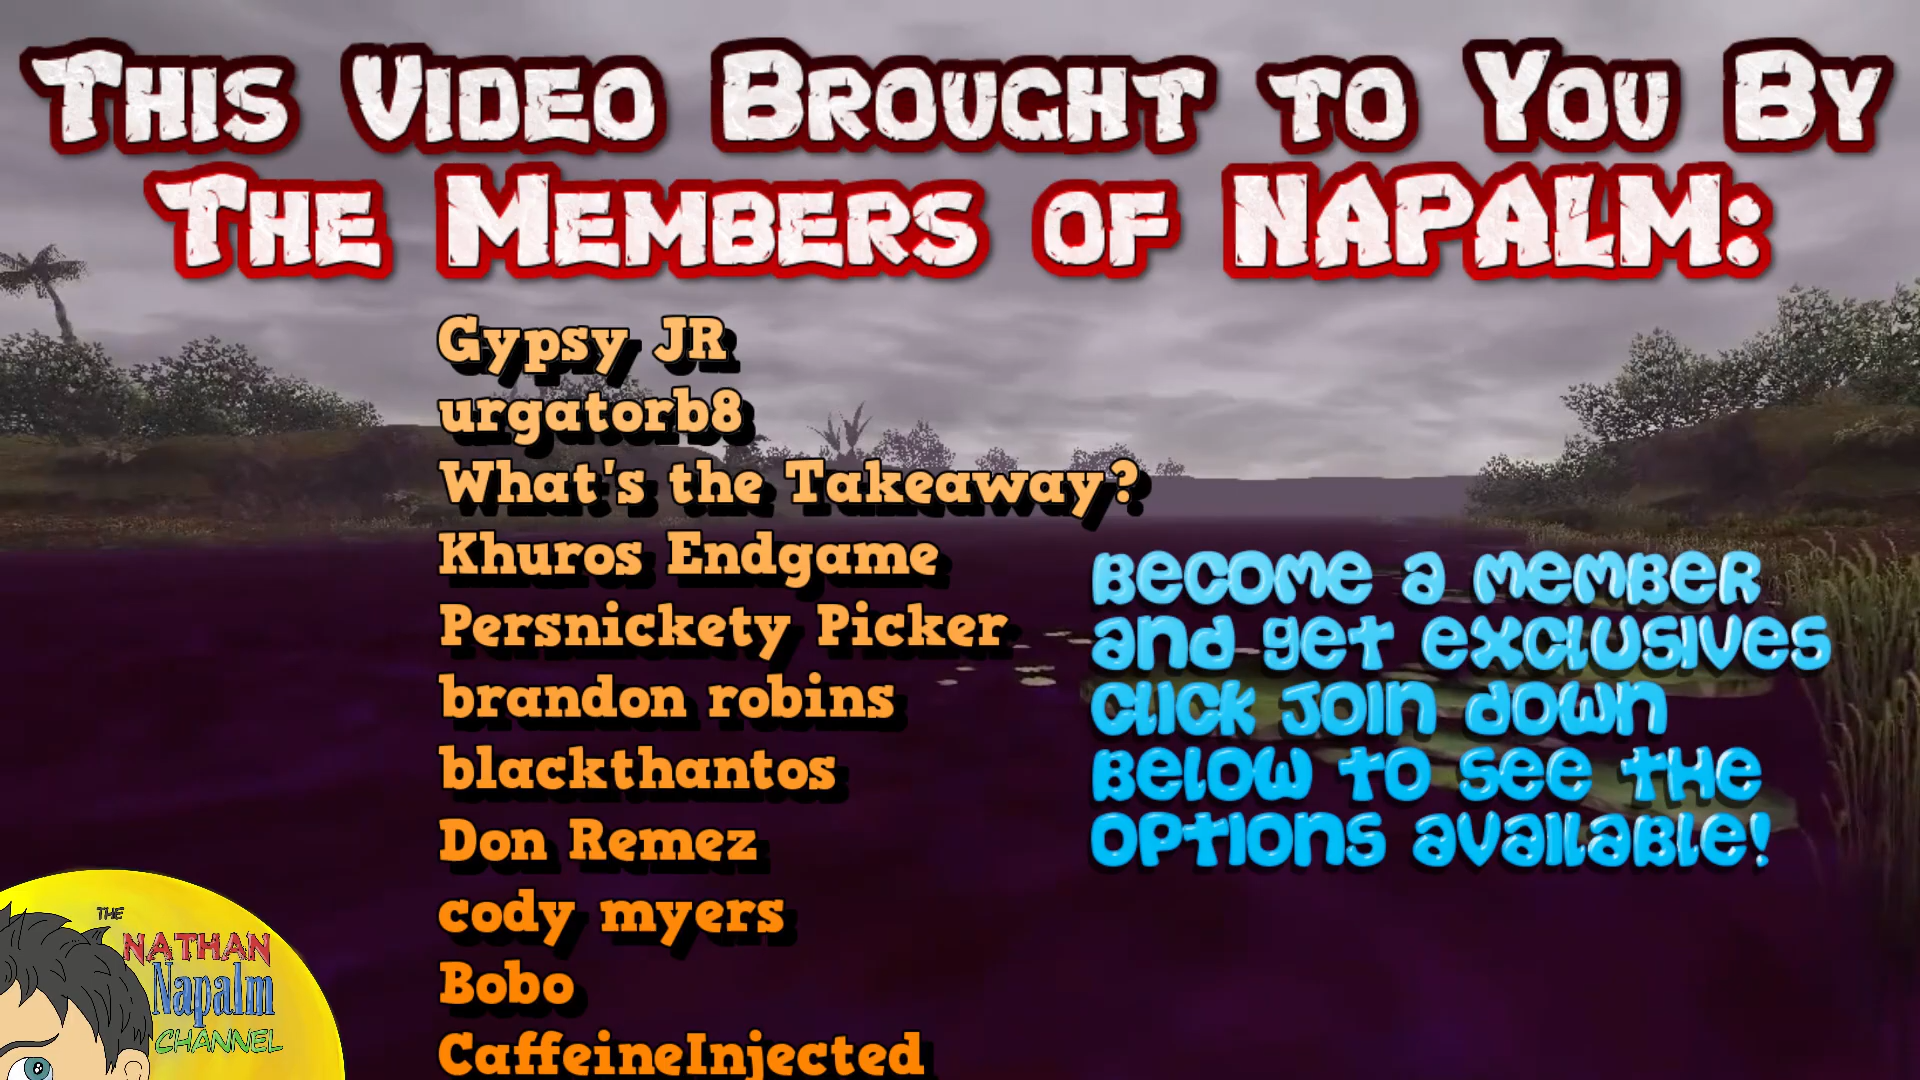 This Video Brought to You By
The Members of NAPALM:
Gypsy JR
urgatorb8
What's the Takeaway?
Khuros Endgame
Persnickety Picker
brandon robins
blackthantos
Don Remez
cody myers
Bobo
CaffeineInjected
Become a member
and get exclusives
Click Join down
below to see the
options available!
THE
NATHAN
Napalm
CHANNEL